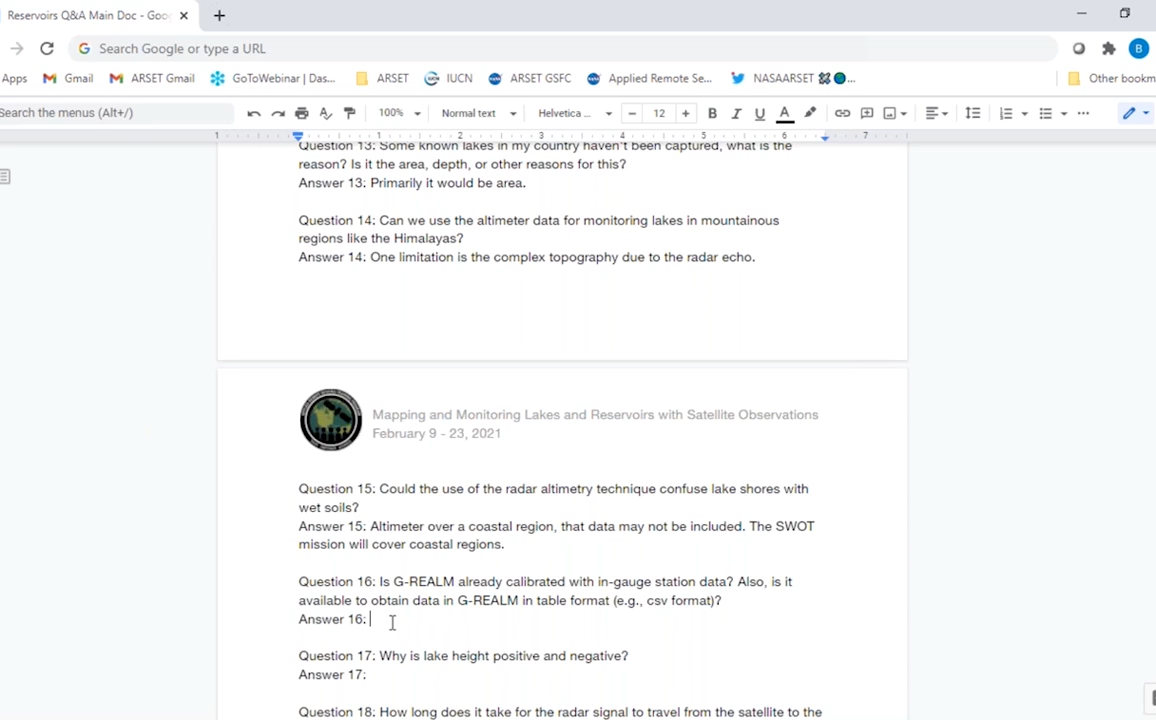 Reservoirs Q&A Main Doc - Goo
Search Google or type a URL
B
Apps Gmail ARSET Gmail GoToWebinar | Das... ARSET IUCN ARSET GSFC Applied Remote Se... NASAARSET ... Other bookm
Search the menus (Alt+/) 100% Normal text Helvetica ... 12 B I U A
1 1 2 3 4 5 6 7
Question 13: Some known lakes in my country haven't been captured, what is the
reason? Is it the area, depth, or other reasons for this?
Answer 13: Primarily it would be area.
Question 14: Can we use the altimeter data for monitoring lakes in mountainous
regions like the Himalayas?
Answer 14: One limitation is the complex topography due to the radar echo.
Mapping and Monitoring Lakes and Reservoirs with Satellite Observations
February 9 - 23, 2021
Question 15: Could the use of the radar altimetry technique confuse lake shores with
wet soils?
Answer 15: Altimeter over a coastal region, that data may not be included. The SWOT
mission will cover coastal regions.
Question 16: Is G-REALM already calibrated with in-gauge station data? Also, is it
available to obtain data in G-REALM in table format (e.g., csv format)?
Answer 16:
Question 17: Why is lake height positive and negative?
Answer 17:
Question 18: How long does it take for the radar signal to travel from the satellite to the